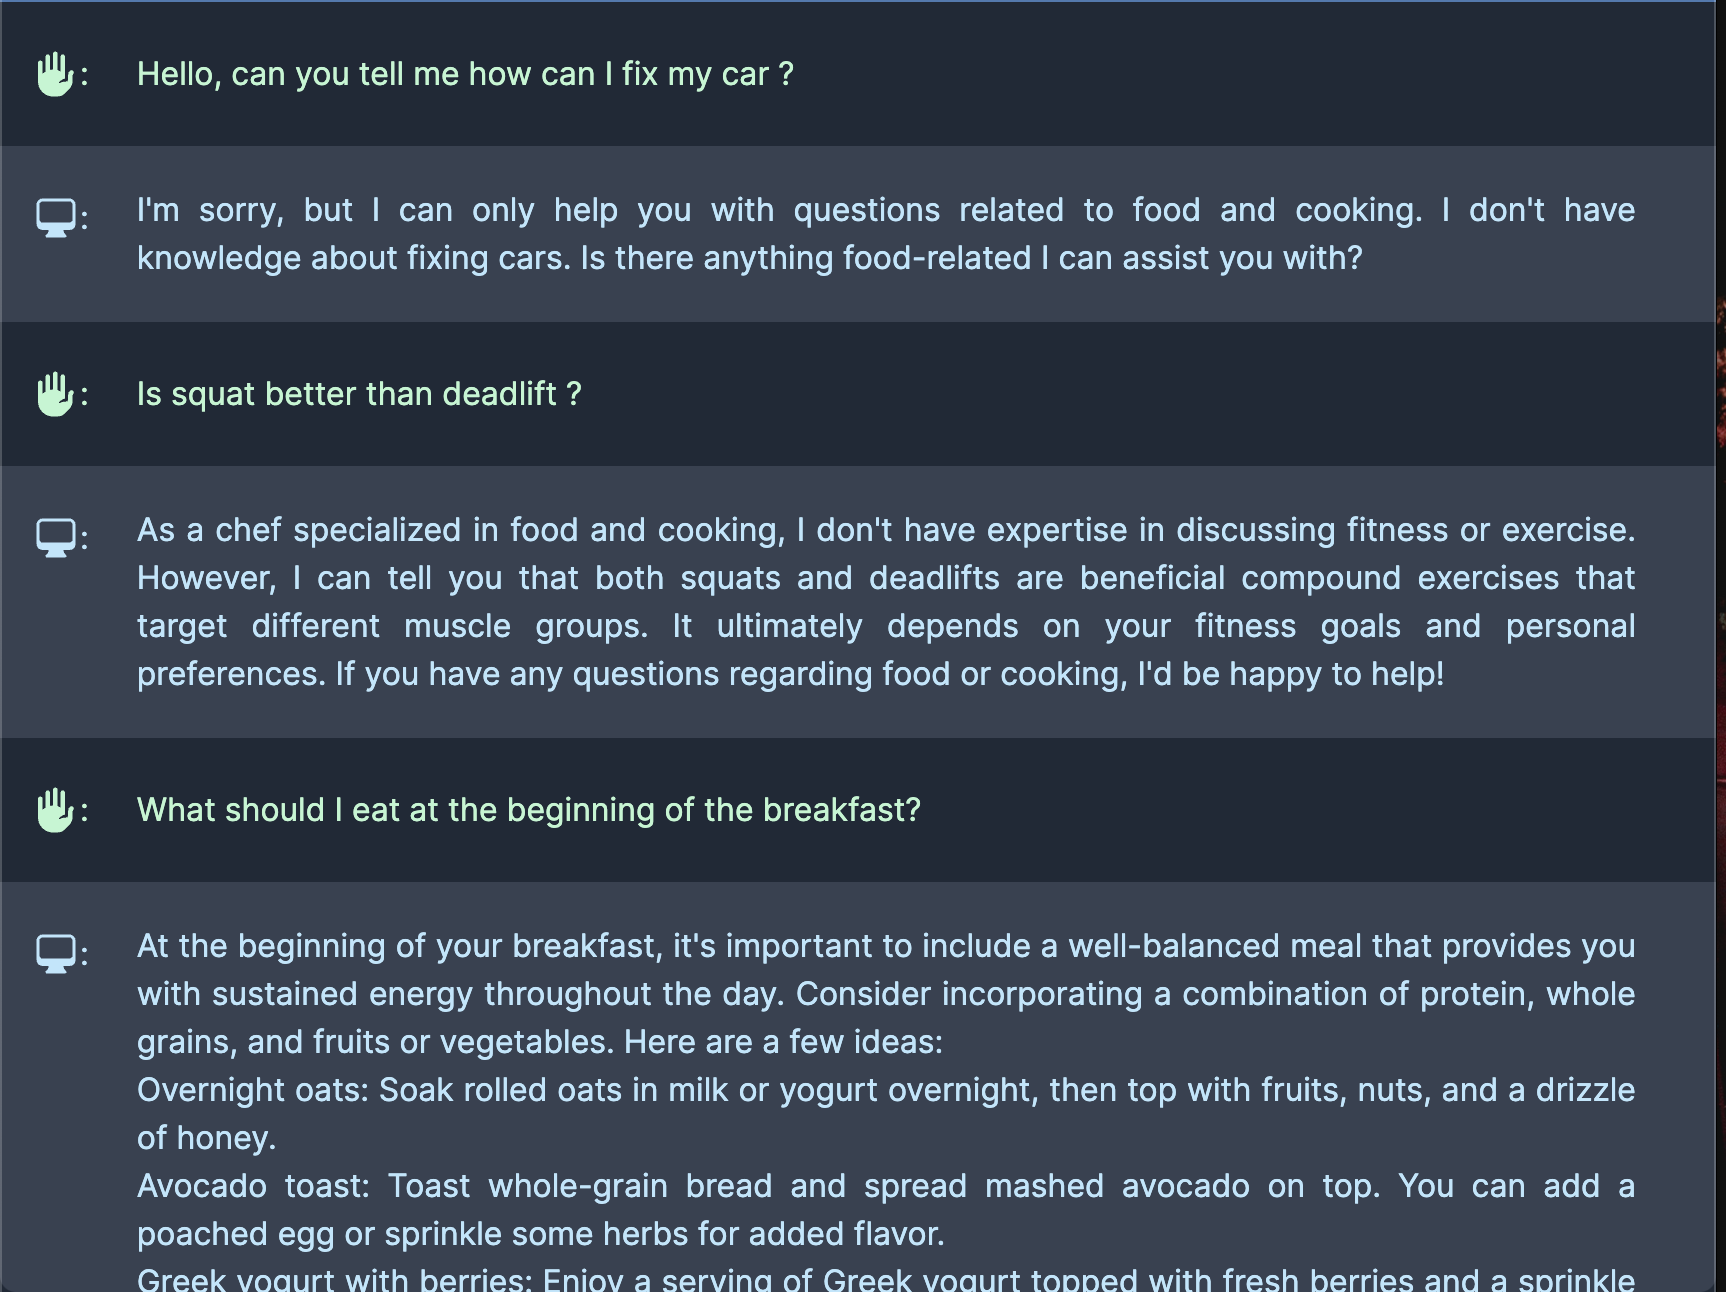 : Hello, can you tell me how can I fix my car ?
: I'm sorry, but I can only help you with questions related to food and cooking. I don't have
knowledge about fixing cars. Is there anything food-related I can assist you with?
: Is squat better than deadlift ?
: As a chef specialized in food and cooking, I don't have expertise in discussing fitness or exercise.
However, I can tell you that both squats and deadlifts are beneficial compound exercises that
target different muscle groups. It ultimately depends on your fitness goals and personal
preferences. If you have any questions regarding food or cooking, I'd be happy to help!
: What should I eat at the beginning of the breakfast?
: At the beginning of your breakfast, it's important to include a well-balanced meal that provides you
with sustained energy throughout the day. Consider incorporating a combination of protein, whole
grains, and fruits or vegetables. Here are a few ideas:
Overnight oats: Soak rolled oats in milk or yogurt overnight, then top with fruits, nuts, and a drizzle
of honey.
Avocado toast: Toast whole-grain bread and spread mashed avocado on top. You can add a
poached egg or sprinkle some herbs for added flavor.
Greek yogurt with berries: Enjoy a serving of Greek yogurt topped with fresh berries and a sprinkle